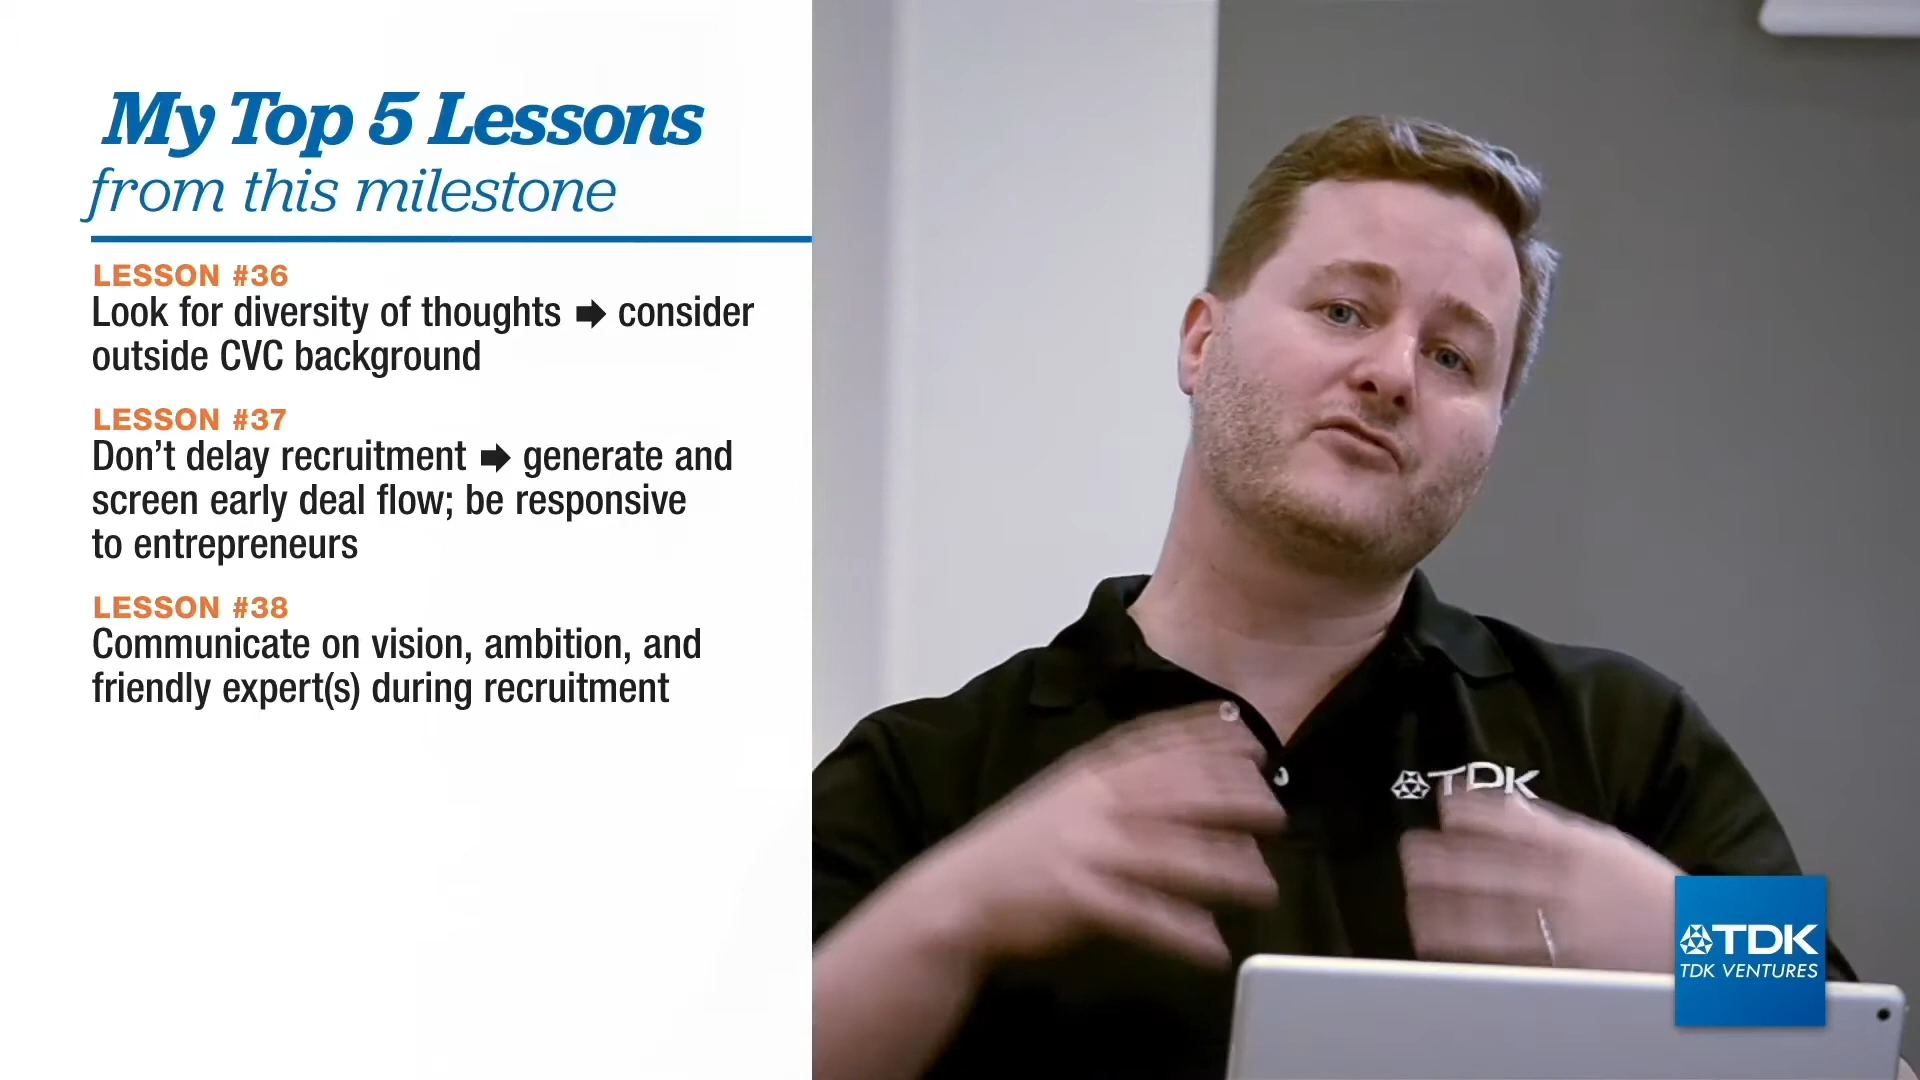 My Top 5 Lessons
from this milestone
LESSON #36
Look for diversity of thoughts ➡ consider
outside CVC background
LESSON #37
Don’t delay recruitment ➡ generate and
screen early deal flow; be responsive
to entrepreneurs
LESSON #38
Communicate on vision, ambition, and
friendly expert(s) during recruitment
TDK
TDK
TDK VENTURES